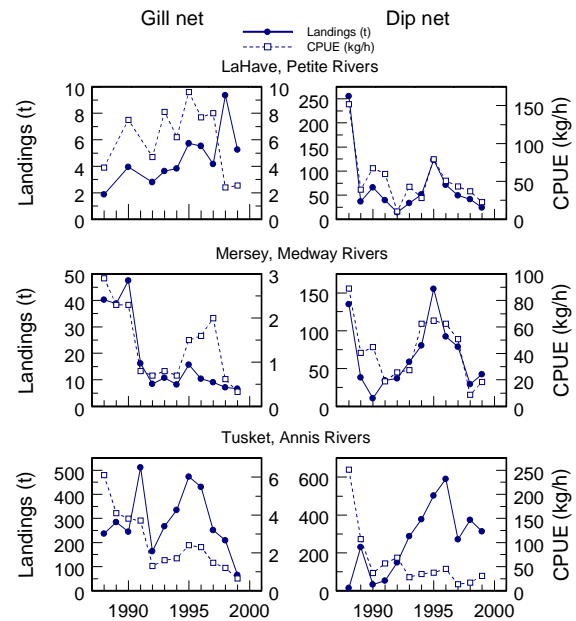 Gill net Dip net
Landings (t)
CPUE (kg/h)
LaHave, Petite Rivers
10 10 250 150
8 8 200
6 6 150 100
4 4 100 50
2 2 50
0 0 0 0
Landings (t) CPUE (kg/h)
Mersey, Medway Rivers
50 3 100
40 150 80
30 2 100 60
20 1 40
10 50 20
0 0 0 0
Landings (t) CPUE (kg/h)
Tusket, Annis Rivers
500 6 600 250
400 200
300 4 400 150
200 2 200 100
100 50
0 0 0 0
Landings (t) CPUE (kg/h)
1990 1995 2000 1990 1995 2000